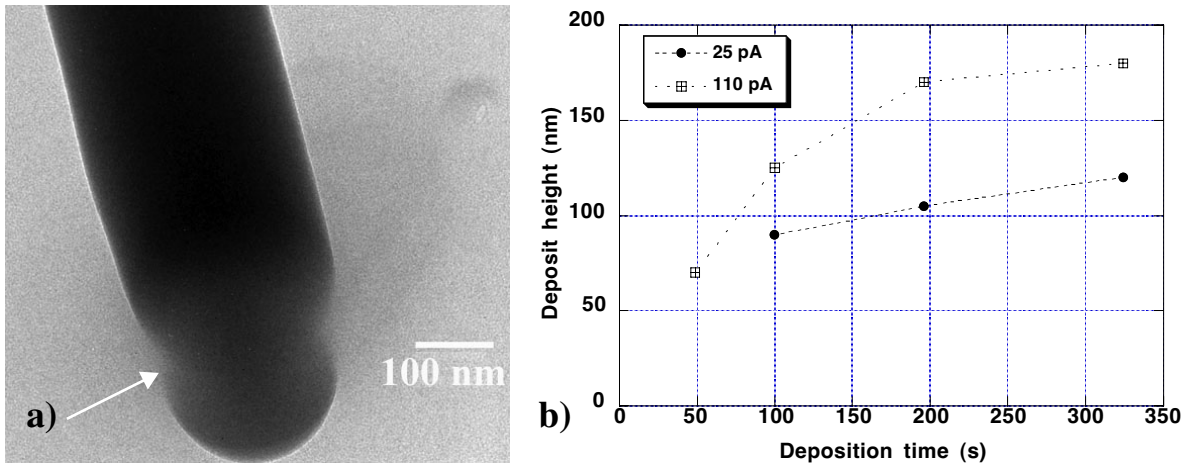 100 nm
a)
25 pA
110 pA
200
150
100
50
0
Deposit height (nm)
0 50 100 150 200 250 300 350
Deposition time (s)
b)